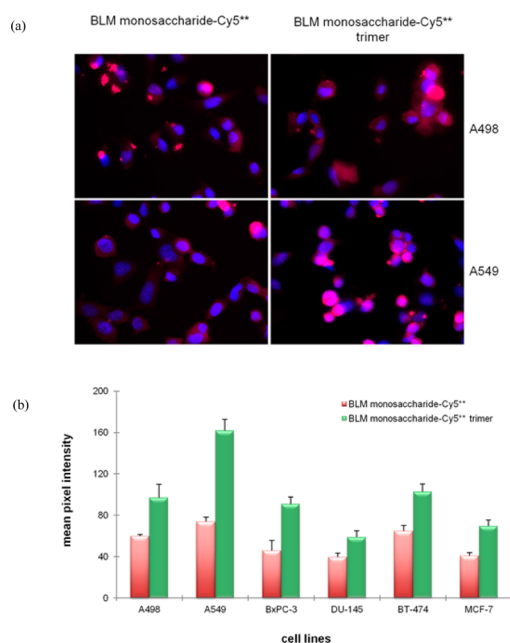 (a)
BLM monosaccharide-Cy5**
BLM monosaccharide-Cy5**
trimer
A498
A549
(b)
200
160
120
80
40
0
mean pixel intensity
BLM monosaccharide-Cy5**
BLM monosaccharide-Cy5** trimer
A498 A549 BxPC-3 DU-145 BT-474 MCF-7
cell lines